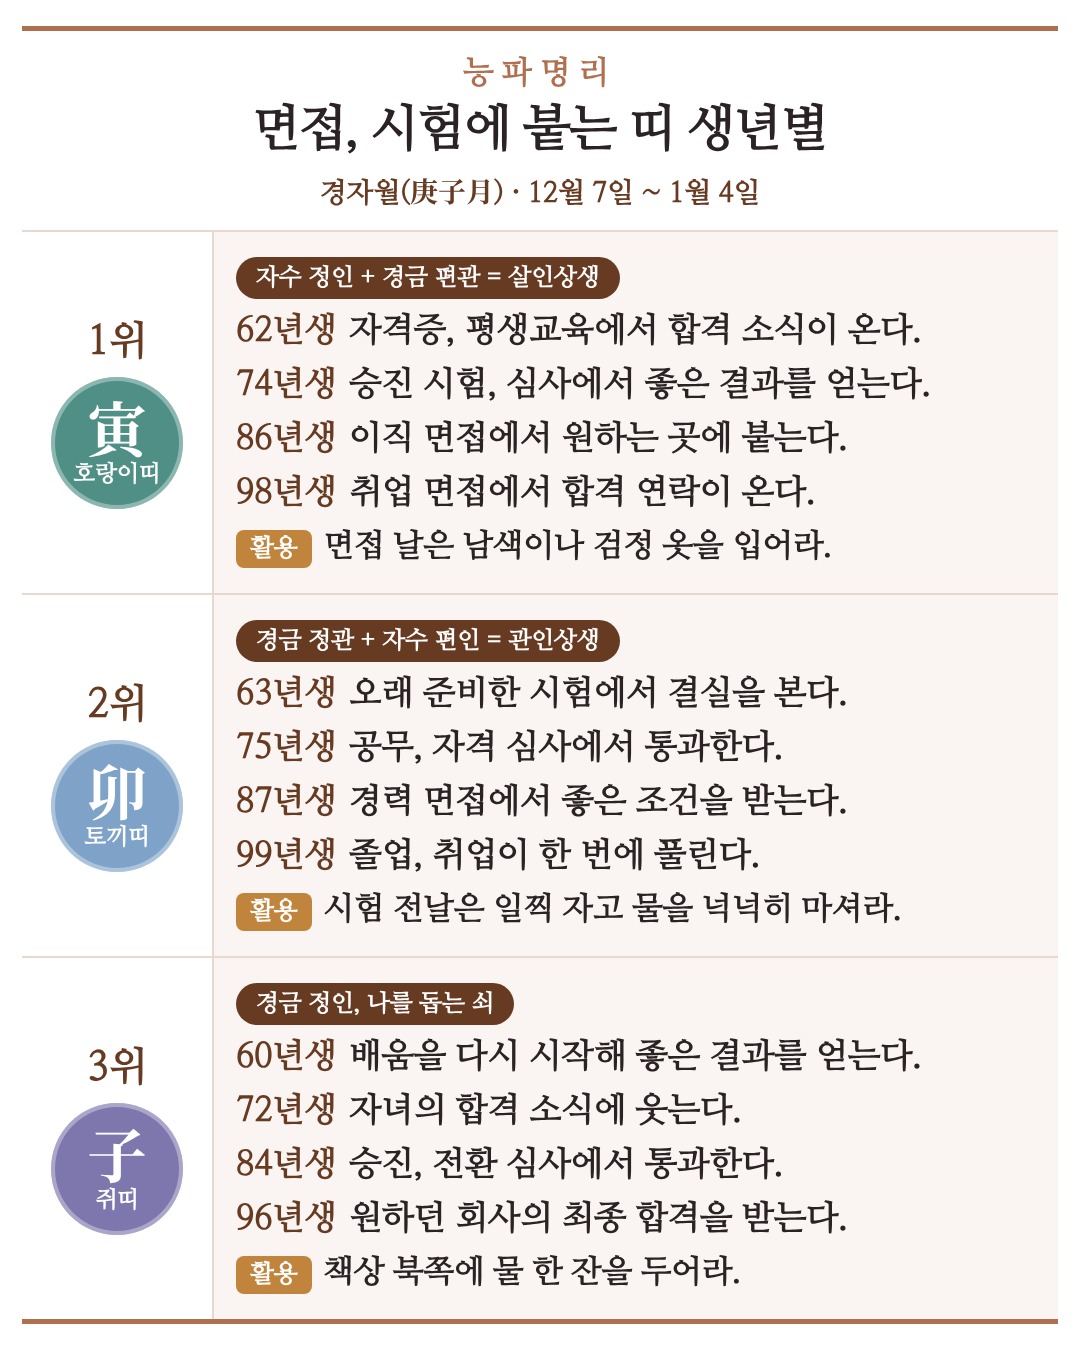 능파명리
면접, 시험에 붙는 띠 생년별
경자월(庚子月) · 12월 7일 ~ 1월 4일
1위
寅
호랑이띠
자수 정인 + 경금 편관 = 살인상생
62년생 자격증, 평생교육에서 합격 소식이 온다.
74년생 승진 시험, 심사에서 좋은 결과를 얻는다.
86년생 이직 면접에서 원하는 곳에 붙는다.
98년생 취업 면접에서 합격 연락이 온다.
활용 면접 날은 남색이나 검정 옷을 입어라.
2위
卯
토끼띠
경금 정관 + 자수 편인 = 관인상생
63년생 오래 준비한 시험에서 결실을 본다.
75년생 공무, 자격 심사에서 통과한다.
87년생 경력 면접에서 좋은 조건을 받는다.
99년생 졸업, 취업이 한 번에 풀린다.
활용 시험 전날은 일찍 자고 물을 넉넉히 마셔라.
3위
子
쥐띠
경금 정인, 나를 돕는 쇠
60년생 배움을 다시 시작해 좋은 결과를 얻는다.
72년생 자녀의 합격 소식에 웃는다.
84년생 승진, 전환 심사에서 통과한다.
96년생 원하던 회사의 최종 합격을 받는다.
활용 책상 북쪽에 물 한 잔을 두어라.